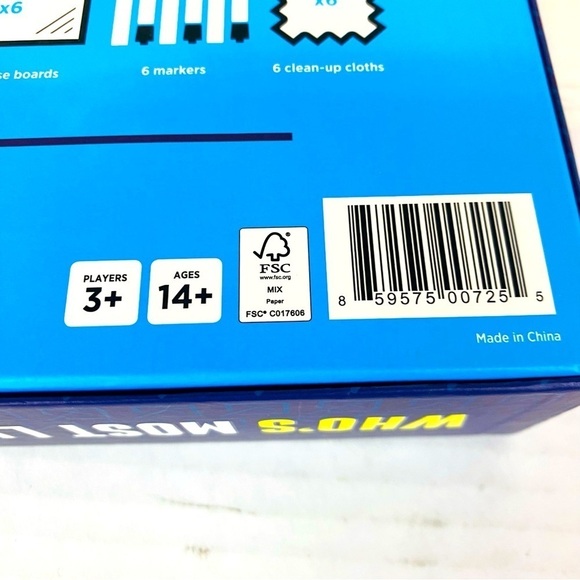 x6
x6
se boards
6 markers
6 clean-up cloths
PLAYERS
3+
AGES
14+
FSC
www.fsc.org
MIX
Paper
FSC® C017606
8 59575 00725 5
Made in China
WHO'S MOST L